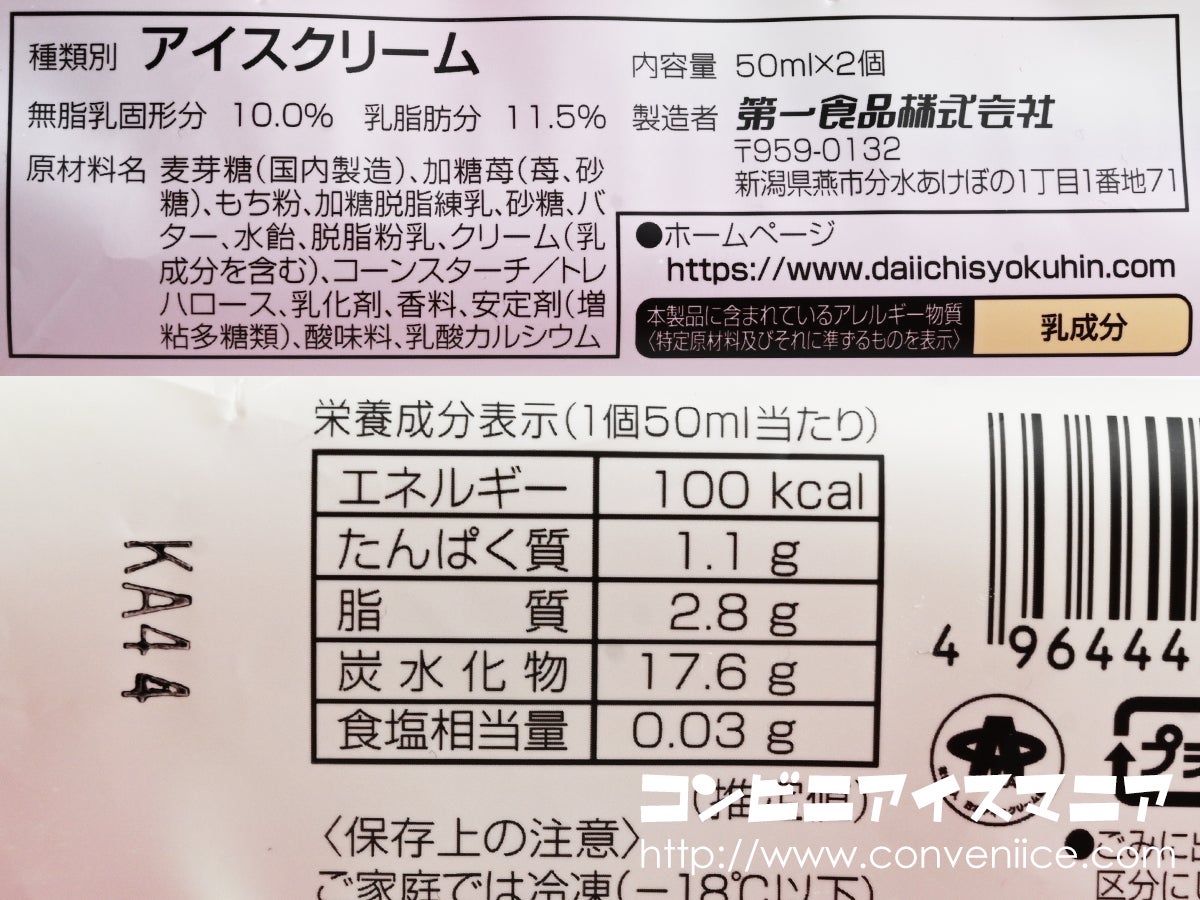 種類別 アイスクリーム
無脂乳固形分 10.0% 乳脂肪分 11.5%
原材料名 麦芽糖(国内製造)、加糖苺(苺、砂
糖)、もち粉、加糖脱脂練乳、砂糖、バ
ター、水飴、脱脂粉乳、クリーム(乳
成分を含む)、コーンスターチ/トレ
ハロース、乳化剤、香料、安定剤(増
粘多糖類)、酸味料、乳酸カルシウム
内容量 50ml×2個
製造者 第一食品株式会社
〒959-0132
新潟県燕市分水あけぼの1丁目1番地71
●ホームページ
https://www.daiichisyokuhin.com
本製品に含まれているアレルギー物質
〈特定原材料及びそれに準ずるものを表示〉
乳成分
栄養成分表示(1個50ml当たり)
エネルギー 100 kcal
たんぱく質 1.1 g
脂質 2.8 g
炭水化物 17.6 g
食塩相当量 0.03 g
(推定値)
KA44
4 96444
プラ
〈保存上の注意〉
ご家庭では冷凍(-18℃以下)
●ごみに出
区分に
コンビニアイスマニア
http://www.conveniice.com